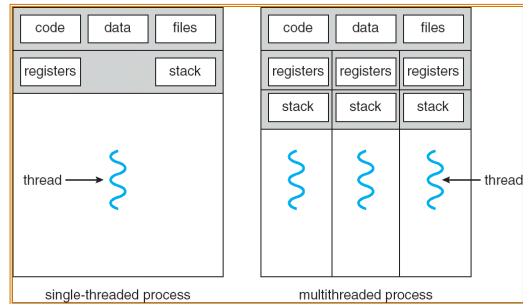 code data files
registers stack
thread
single-threaded process
code data files
registers registers registers
stack stack stack
thread
multithreaded process